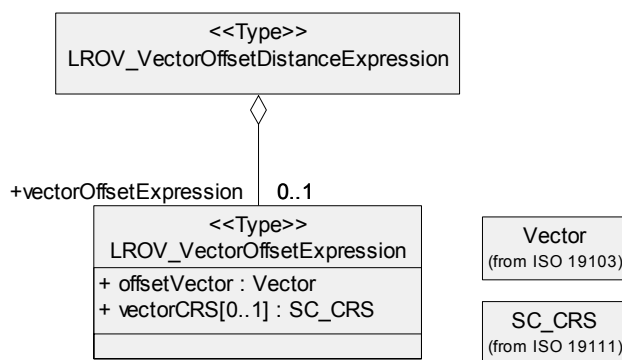 <<Type>>
LROV_VectorOffsetDistanceExpression
+vectorOffsetExpression 0..1
<<Type>>
LROV_VectorOffsetExpression
+ offsetVector : Vector
+ vectorCRS[0..1] : SC_CRS
Vector
(from ISO 19103)
SC_CRS
(from ISO 19111)